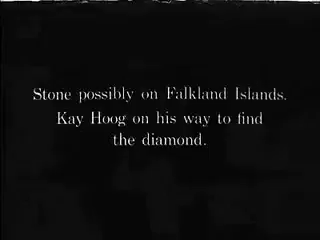 Stone possibly on Falkland Islands.
Kay Hoog on his way to find
the diamond.